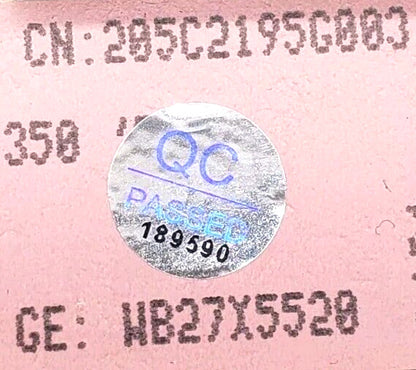 CN:205C2195G003
350
QC
PASSED
189590
GE: WB27X5520